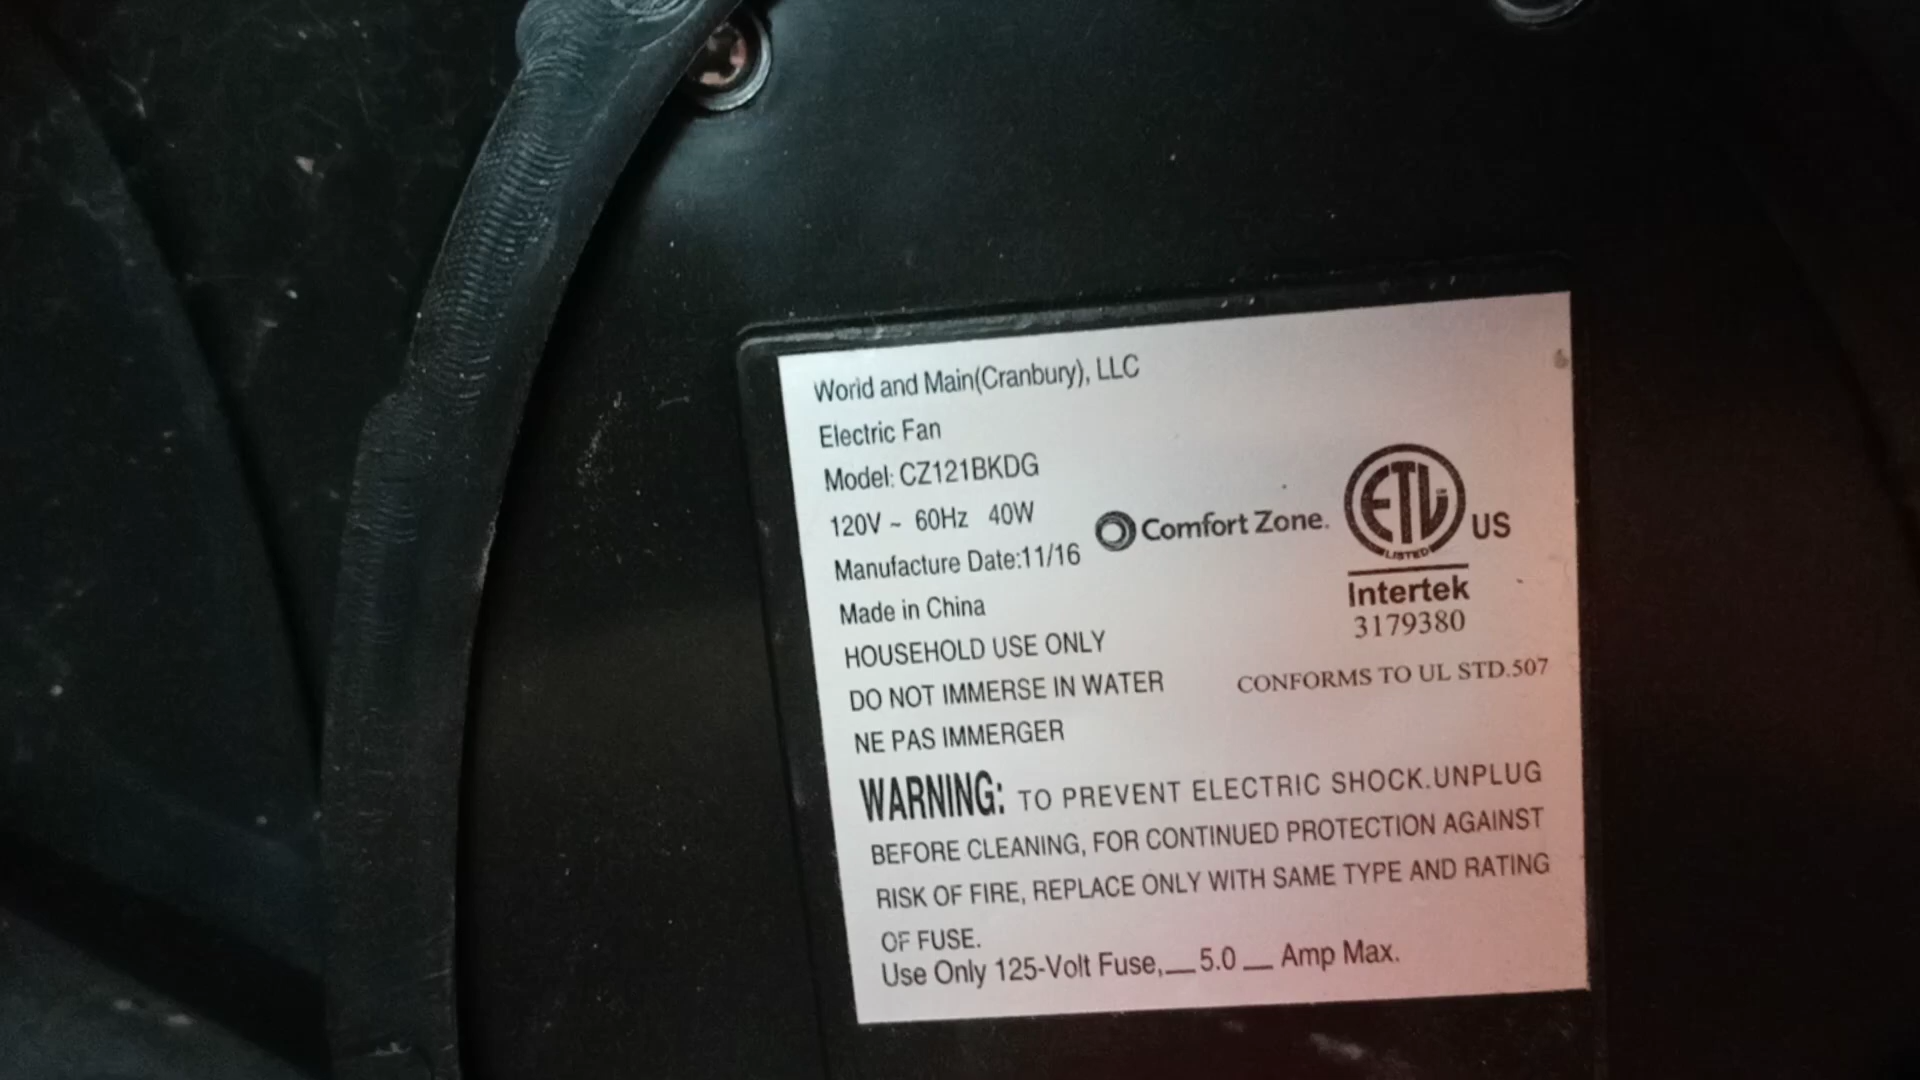 World and Main(Cranbury), LLC
Electric Fan
Model: CZ121BKDG
120V ~ 60Hz 40W
Manufacture Date:11/16
Made in China
HOUSEHOLD USE ONLY
DO NOT IMMERSE IN WATER
NE PAS IMMERGER
Comfort Zone.
ETL
LISTED
US
Intertek
3179380
CONFORMS TO UL STD.507
WARNING: TO PREVENT ELECTRIC SHOCK.UNPLUG
BEFORE CLEANING, FOR CONTINUED PROTECTION AGAINST
RISK OF FIRE, REPLACE ONLY WITH SAME TYPE AND RATING
OF FUSE.
Use Only 125-Volt Fuse,__5.0__ Amp Max.